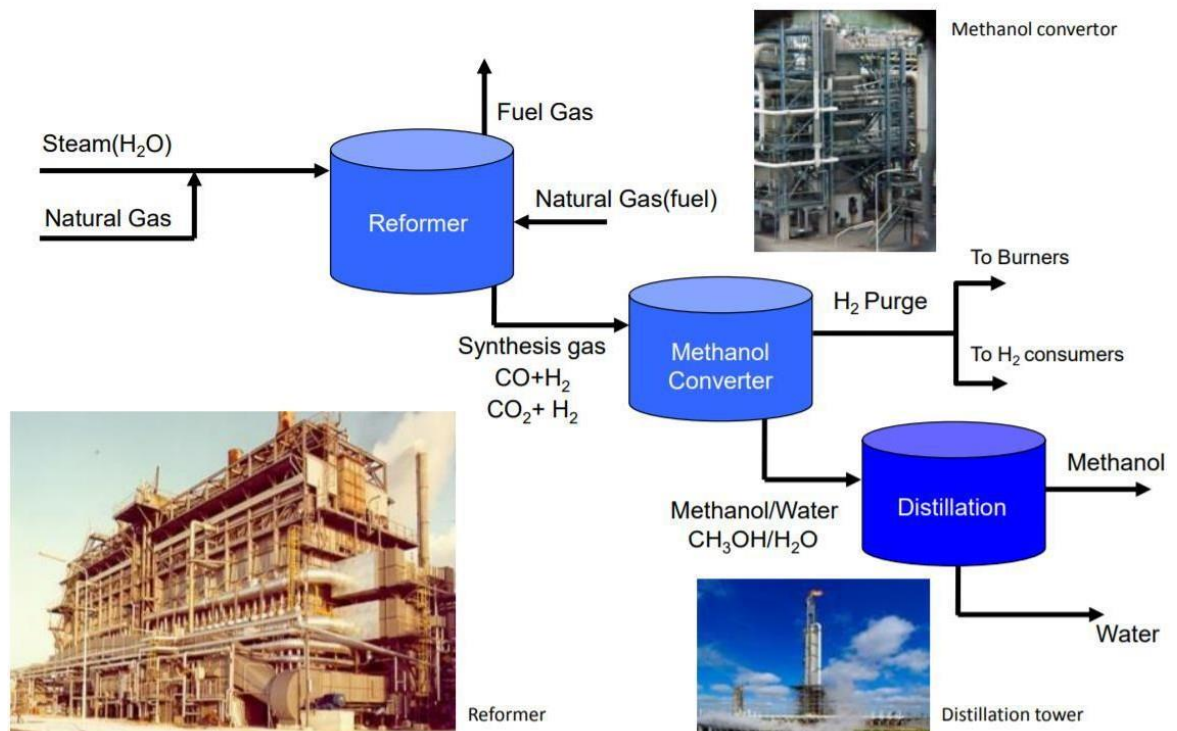 Methanol convertor
Fuel Gas
Steam(H₂O)
Natural Gas
Natural Gas(fuel)
Reformer
To Burners
H₂ Purge
To H₂ consumers
Synthesis gas
CO+H₂
CO₂+ H₂
Methanol
Converter
Methanol
Methanol/Water
CH₃OH/H₂O
Distillation
Water
Reformer
Distillation tower